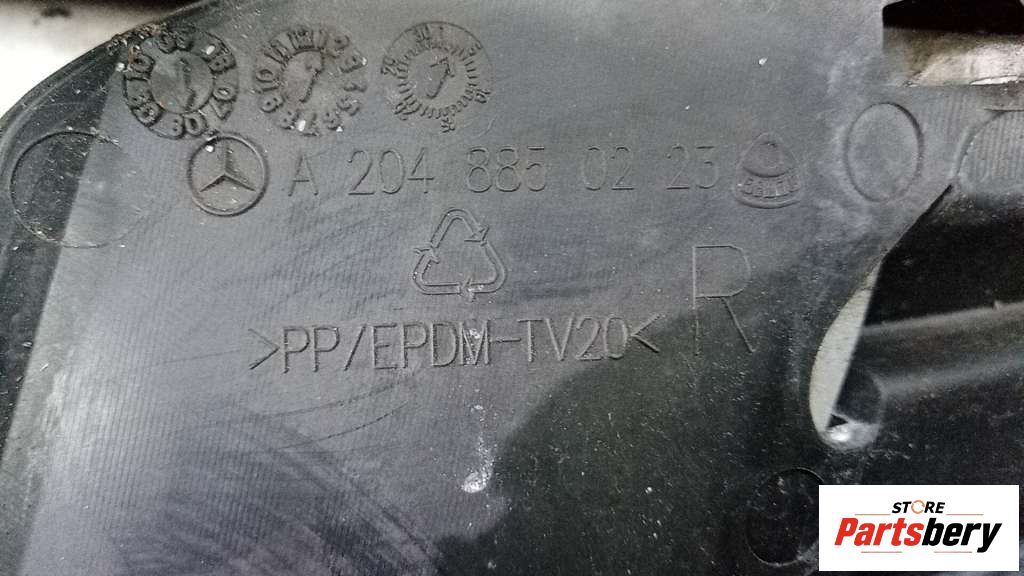 A 204 885 02 23
>PP/EPDM-TV20<
R
STORE
Partsbery